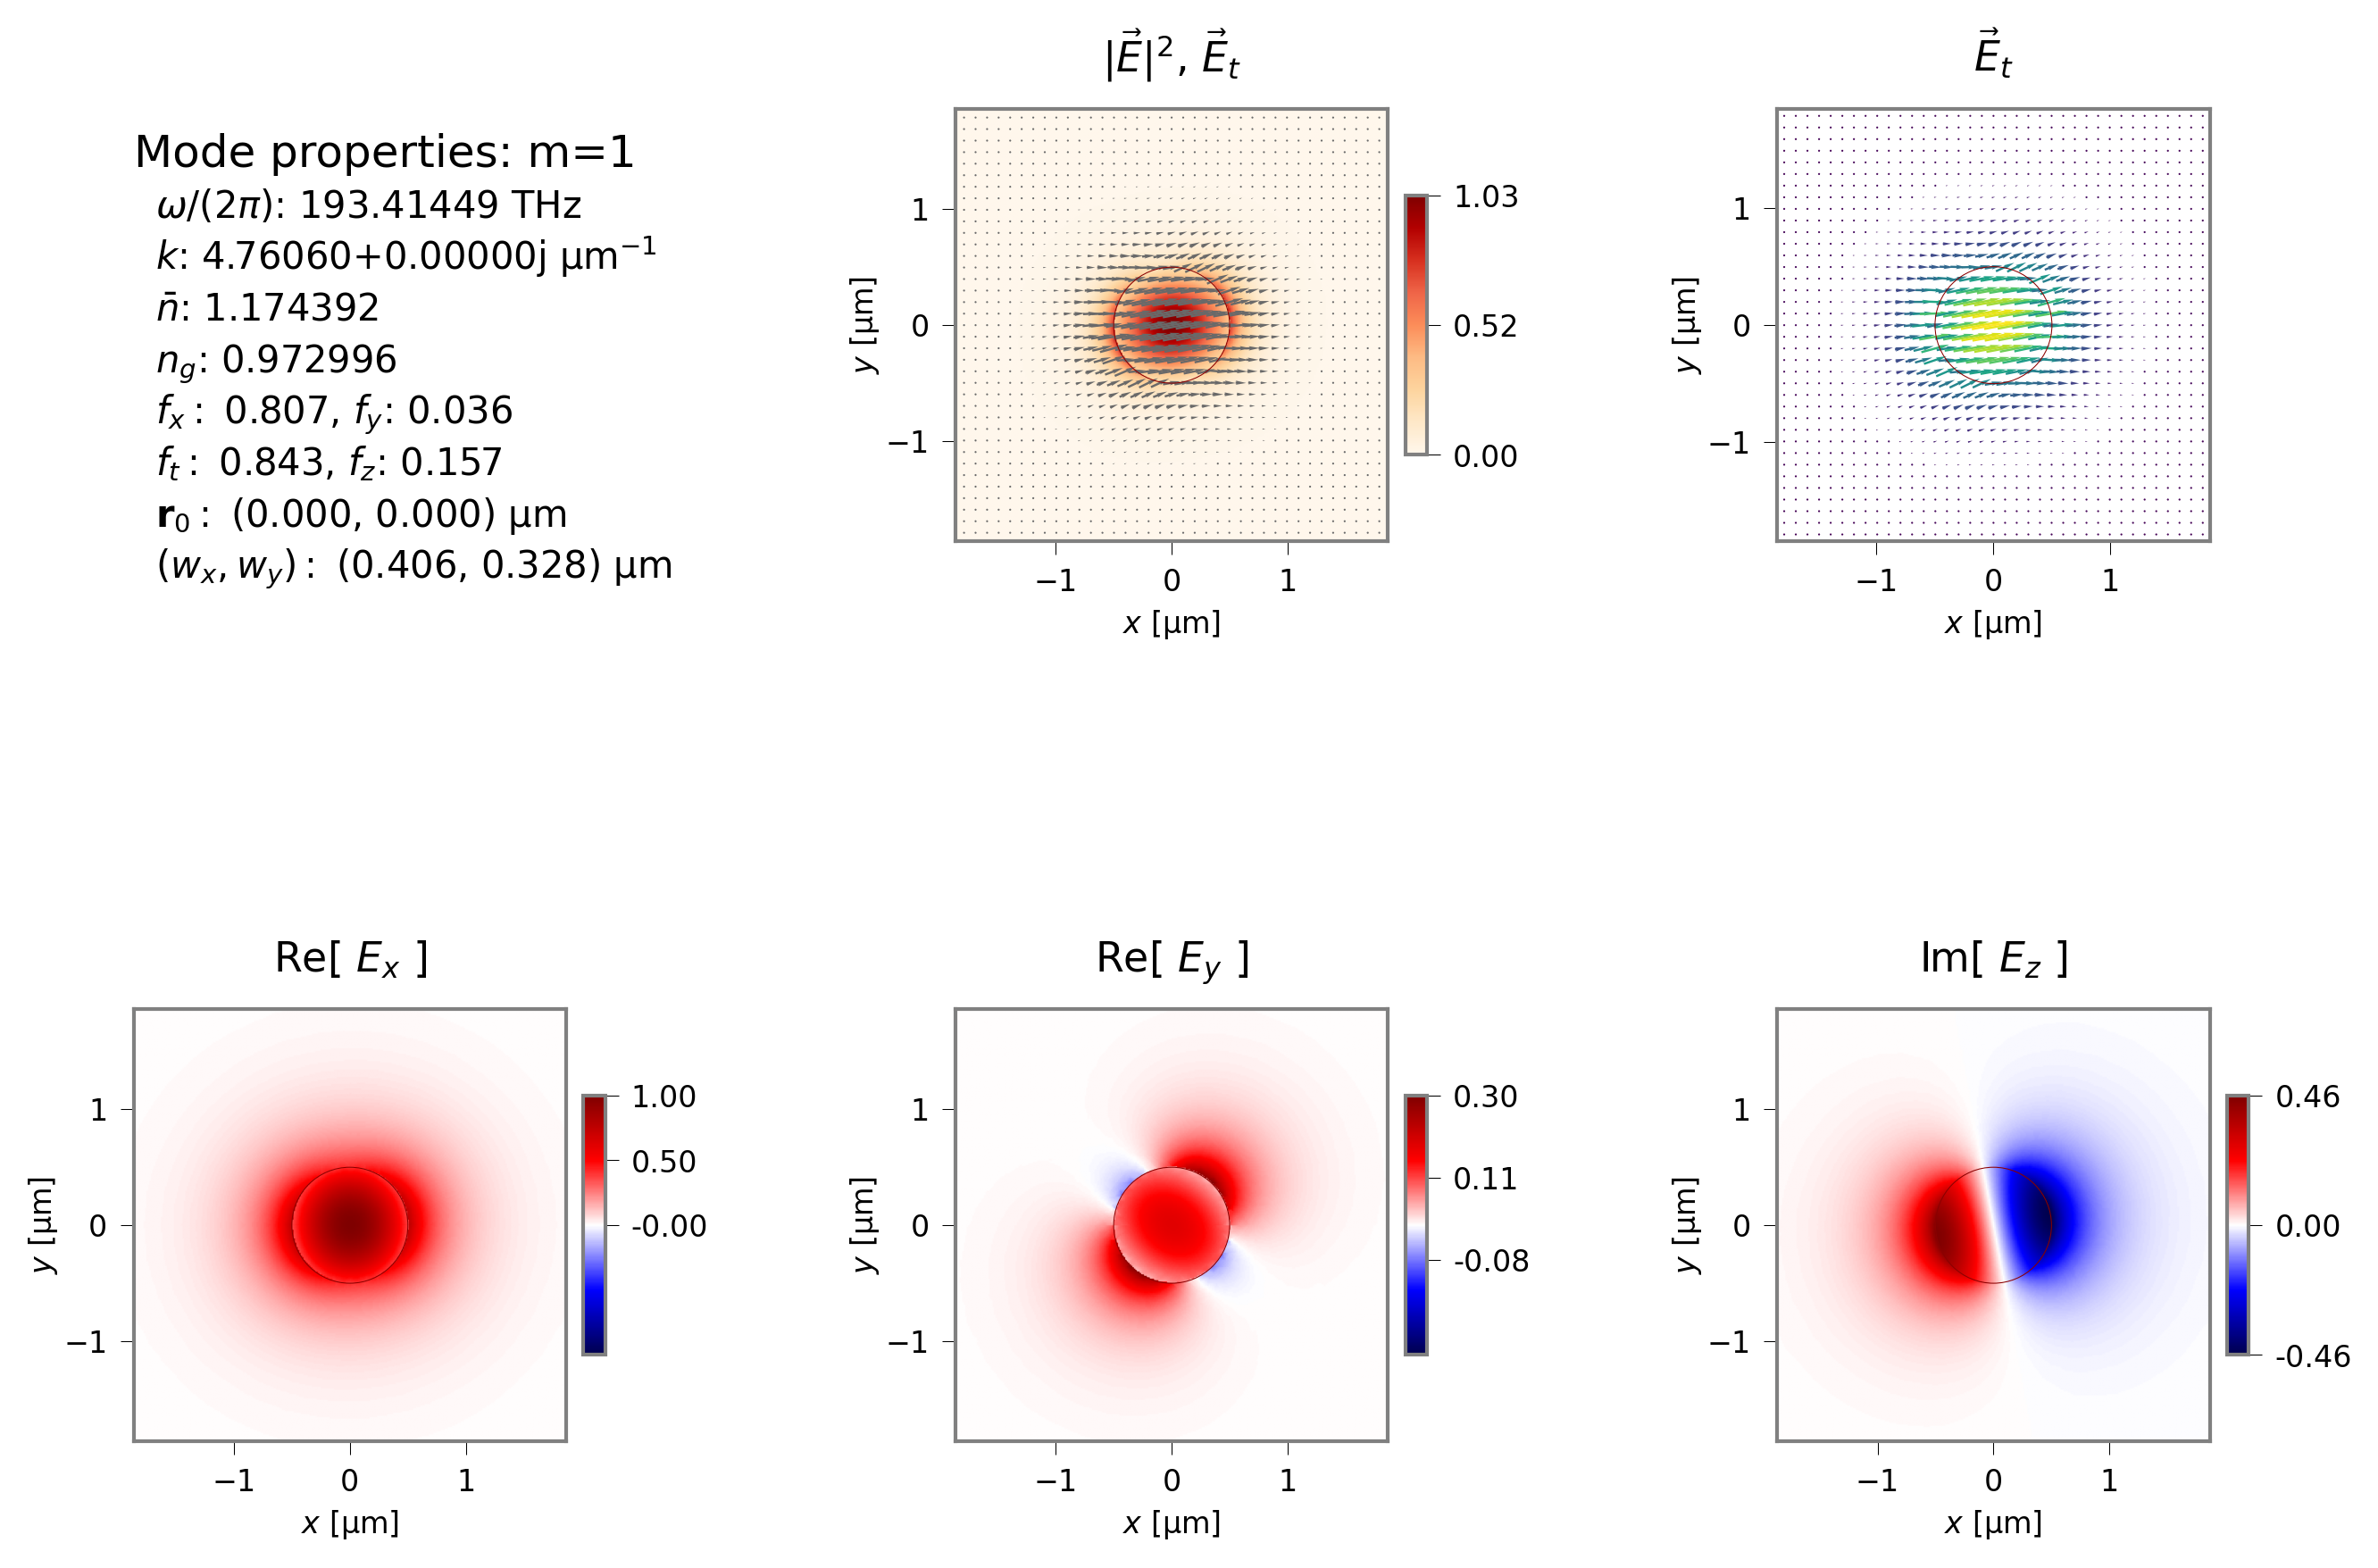 Mode properties: m=1
ω/(2π): 193.41449 THz
k: 4.76060+0.00000j µm⁻¹
n̄: 1.174392
n_g: 0.972996
f_x : 0.807, f_y: 0.036
f_t : 0.843, f_z: 0.157
r₀ : (0.000, 0.000) µm
(w_x, w_y) : (0.406, 0.328) µm
|E⃗|², E⃗_t
1
0
−1
y [µm]
−1 0 1
x [µm]
1.03
0.52
0.00
E⃗_t
1
0
−1
y [µm]
−1 0 1
x [µm]
Re[ E_x ]
1
0
−1
y [µm]
−1 0 1
x [µm]
1.00
0.50
-0.00
Re[ E_y ]
1
0
−1
y [µm]
−1 0 1
x [µm]
0.30
0.11
-0.08
Im[ E_z ]
1
0
−1
y [µm]
−1 0 1
x [µm]
0.46
0.00
-0.46